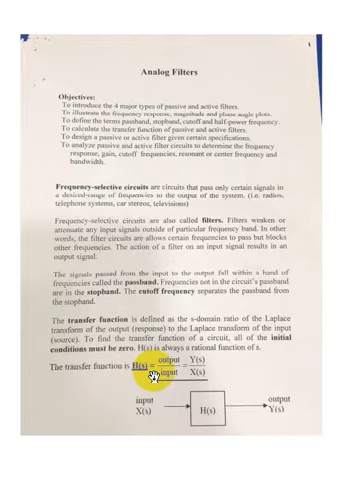 Analog Filters
Objectives:
To introduce the 4 major types of passive and active filters.
To illustrate the frequency response, magnitude and phase angle plots.
To define the terms passband, stopband, cutoff and half-power frequency.
To calculate the transfer function of passive and active filters.
To design a passive or active filter given certain specifications.
To analyze passive and active filter circuits to determine the frequency
response, gain, cutoff frequencies, resonant or center frequency and
bandwidth.
Frequency-selective circuits are circuits that pass only certain signals in
a desired range of frequencies to the output of the system. (i.e. radios,
telephone systems, car stereos, televisions)
Frequency-selective circuits are also called filters. Filters weaken or
attenuate any input signals outside of particular frequency band. In
other words, the filter circuits are allows certain frequencies to pass but blocks
other frequencies. The action of a filter on an input signal results in an
output signal.
The signals passed from the input to the output fall within a band of
frequencies called the passband. Frequencies not in the circuit's passband
are in the stopband. The cutoff frequency separates the passband from
the stopband.
The transfer function is defined as the s-domain ratio of the Laplace
transform of the output (response) to the Laplace transform of the input
(source). To find the transfer function of a circuit, all of the initial
conditions must be zero. H(s) is always a rational function of s.
The transfer function is H(s) = output/input = Y(s)/X(s)
input output
X(s) H(s) Y(s)